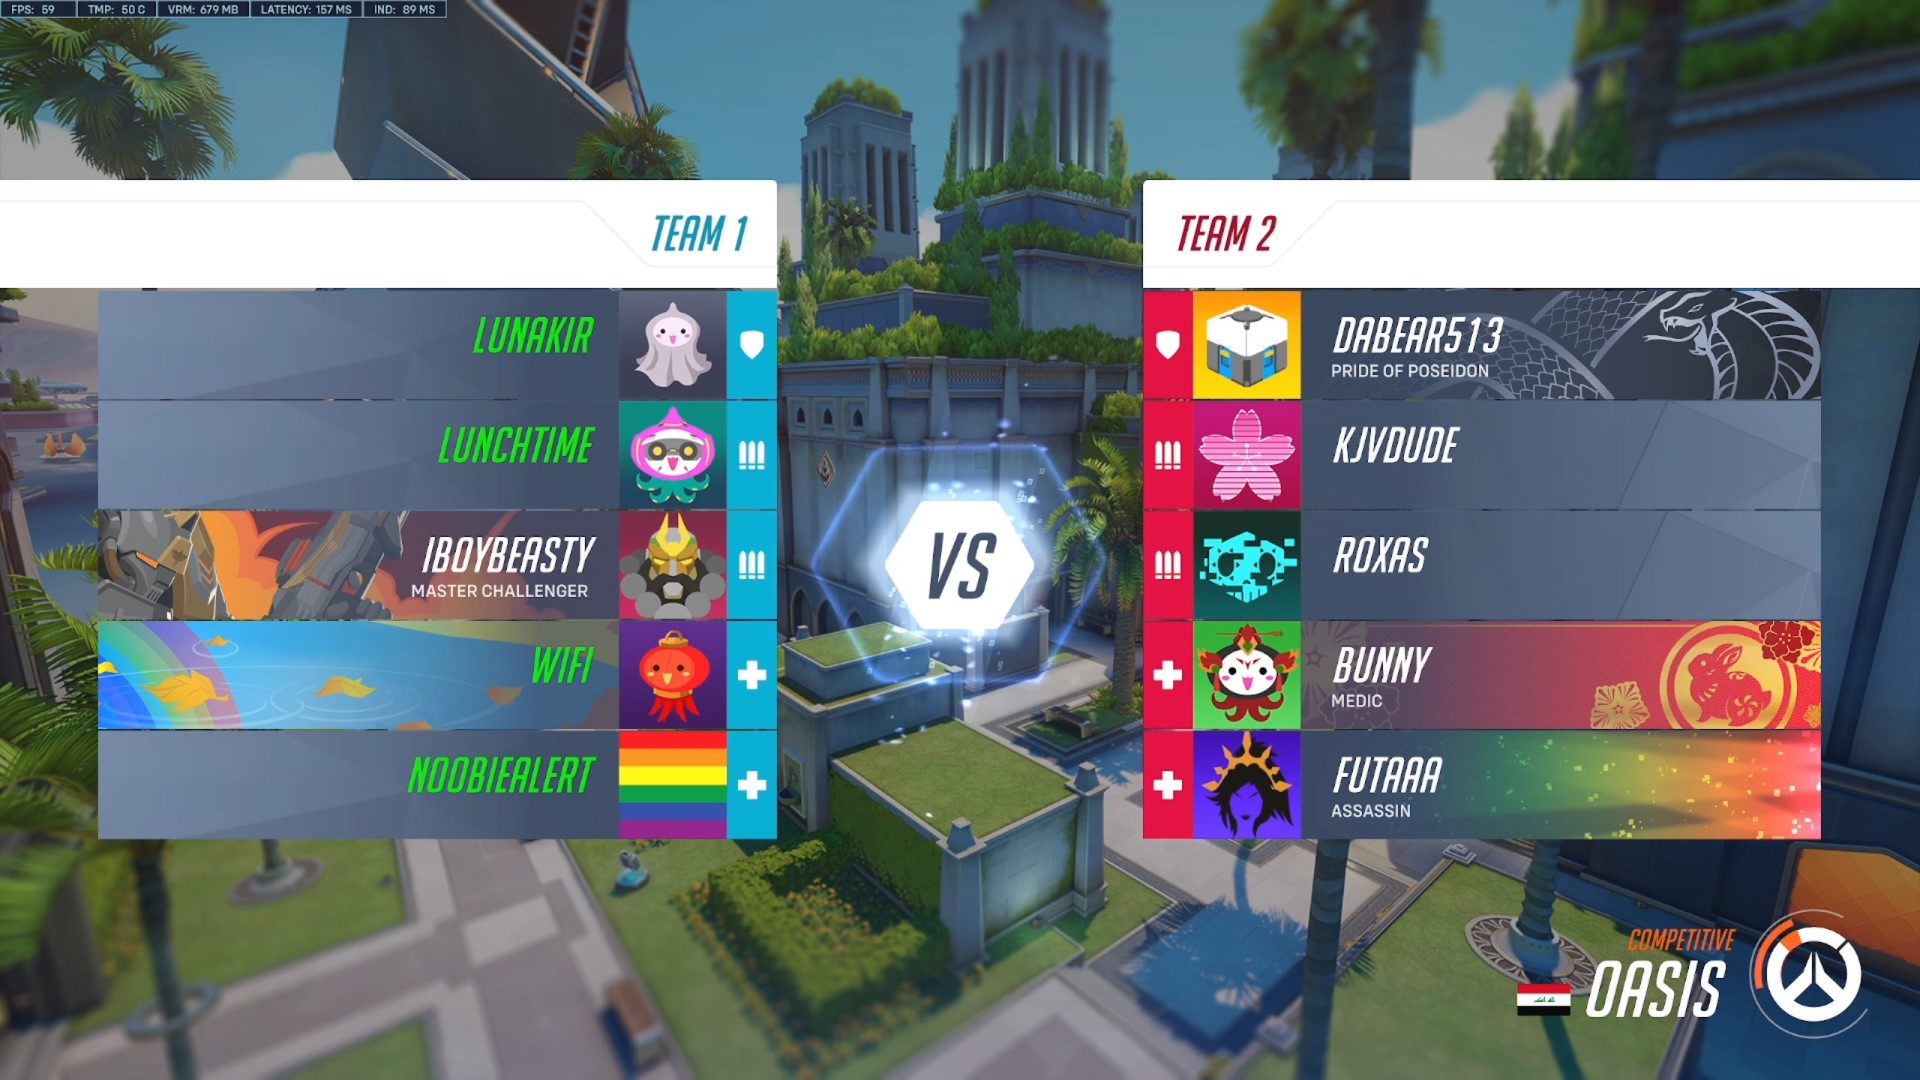 FPS: 59 TMP: 50 C VRM: 679 MB LATENCY: 157 MS IND: 89 MS
TEAM 1
LUNAKIR
LUNCHTIME
IBOYBEASTY
MASTER CHALLENGER
WIFI
NOOBIEALERT
VS
TEAM 2
DABEAR513
PRIDE OF POSEIDON
KJVDUDE
ROXAS
BUNNY
MEDIC
FUTAAA
ASSASSIN
COMPETITIVE
OASIS